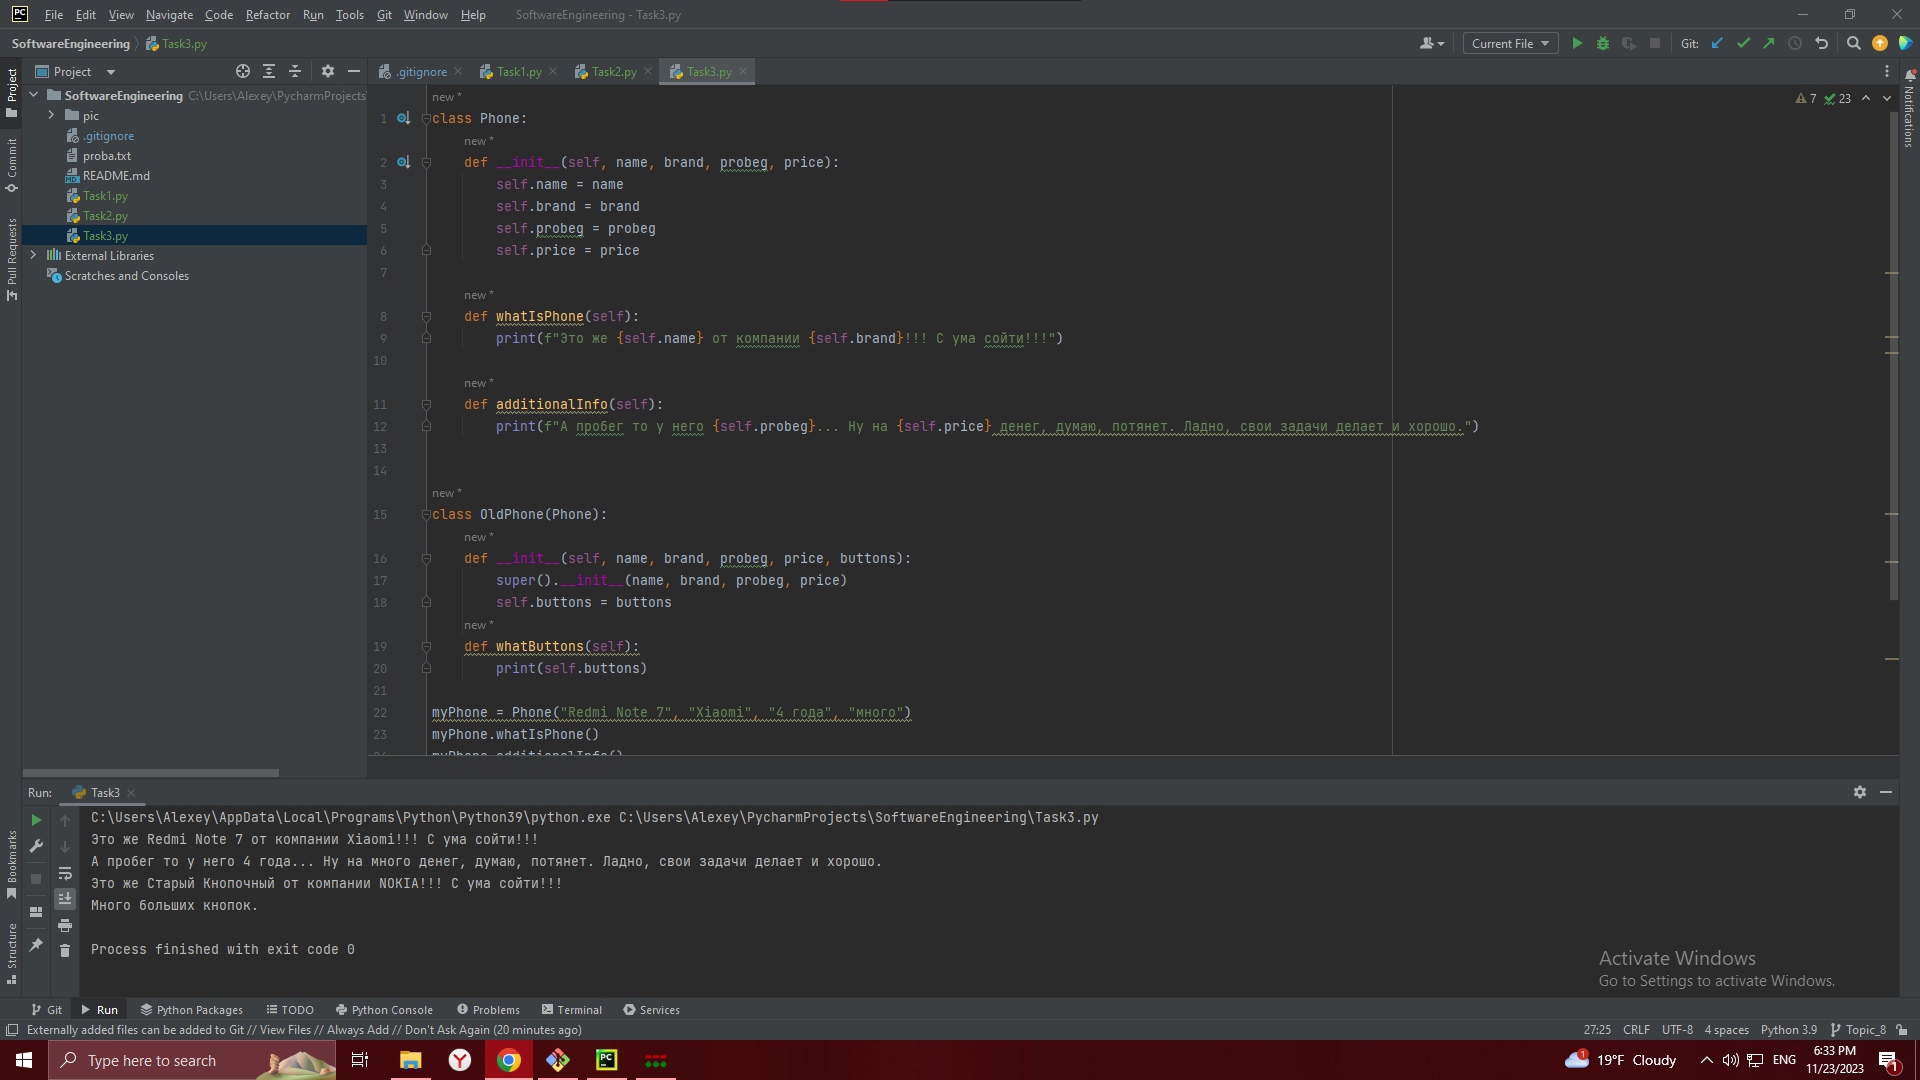 PC File Edit View Navigate Code Refactor Run Tools Git Window Help SoftwareEngineering - Task3.py
SoftwareEngineering Task3.py Current File Git:
Project
.gitignore Task1.py Task2.py Task3.py
SoftwareEngineering C:\Users\Alexey\PycharmProjects
pic
.gitignore
proba.txt
README.md
Task1.py
Task2.py
Task3.py
External Libraries
Scratches and Consoles
Project
Commit
Pull Requests
Bookmarks
Structure
Notifications
7 23
new *
1 class Phone:
new *
2 def __init__(self, name, brand, probeg, price):
3 self.name = name
4 self.brand = brand
5 self.probeg = probeg
6 self.price = price
7
new *
8 def whatIsPhone(self):
9 print(f"Это же {self.name} от компании {self.brand}!!! С ума сойти!!!")
10
new *
11 def additionalInfo(self):
12 print(f"А пробег то у него {self.probeg}... Ну на {self.price} денег, думаю, потянет. Ладно, свои задачи делает и хорошо.")
13
14
new *
15 class OldPhone(Phone):
new *
16 def __init__(self, name, brand, probeg, price, buttons):
17 super().__init__(name, brand, probeg, price)
18 self.buttons = buttons
new *
19 def whatButtons(self):
20 print(self.buttons)
21
22 myPhone = Phone("Redmi Note 7", "Xiaomi", "4 года", "много")
23 myPhone.whatIsPhone()
24 myPhone.additionalInfo()
Run: Task3
C:\Users\Alexey\AppData\Local\Programs\Python\Python39\python.exe C:\Users\Alexey\PycharmProjects\SoftwareEngineering\Task3.py
Это же Redmi Note 7 от компании Xiaomi!!! С ума сойти!!!
А пробег то у него 4 года... Ну на много денег, думаю, потянет. Ладно, свои задачи делает и хорошо.
Это же Старый Кнопочный от компании NOKIA!!! С ума сойти!!!
Много больших кнопок.
Process finished with exit code 0
Activate Windows
Go to Settings to activate Windows.
Git Run Python Packages TODO Python Console Problems Terminal Services
Externally added files can be added to Git // View Files // Always Add // Don't Ask Again (20 minutes ago) 27:25 CRLF UTF-8 4 spaces Python 3.9 Topic_8
Type here to search
PC
1
19°F Cloudy
ENG
6:33 PM
11/23/2023
1